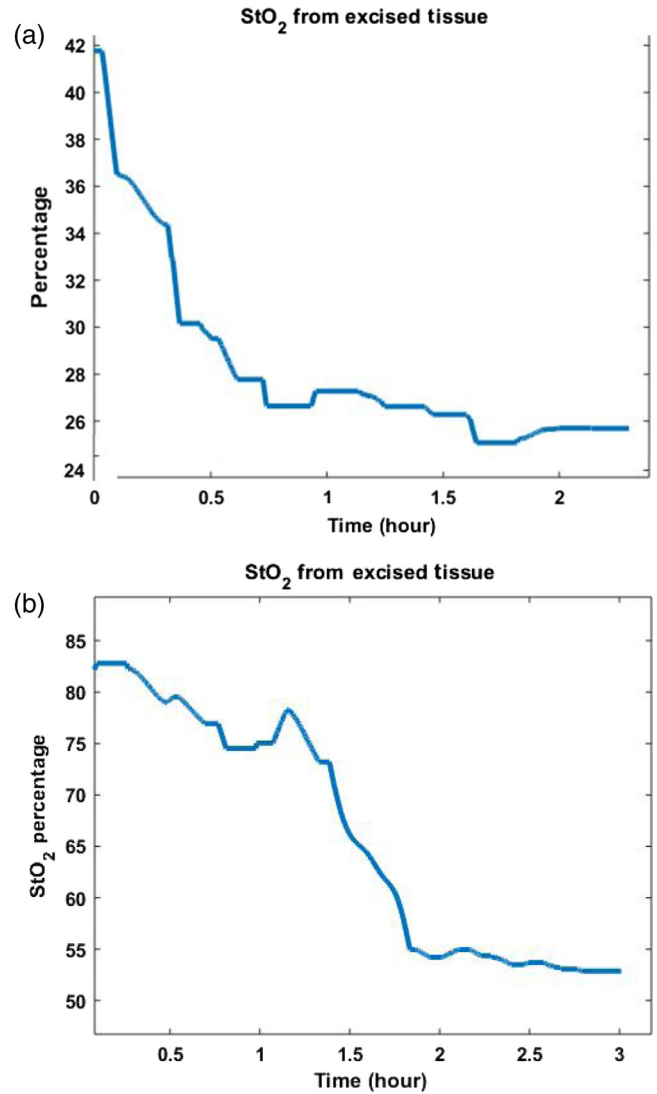 (a)
StO2 from excised tissue
42
40
38
36
34
32
30
28
26
24
Percentage
0 0.5 1 1.5 2
Time (hour)
(b)
StO2 from excised tissue
85
80
75
70
65
60
55
50
StO2 percentage
0.5 1 1.5 2 2.5 3
Time (hour)